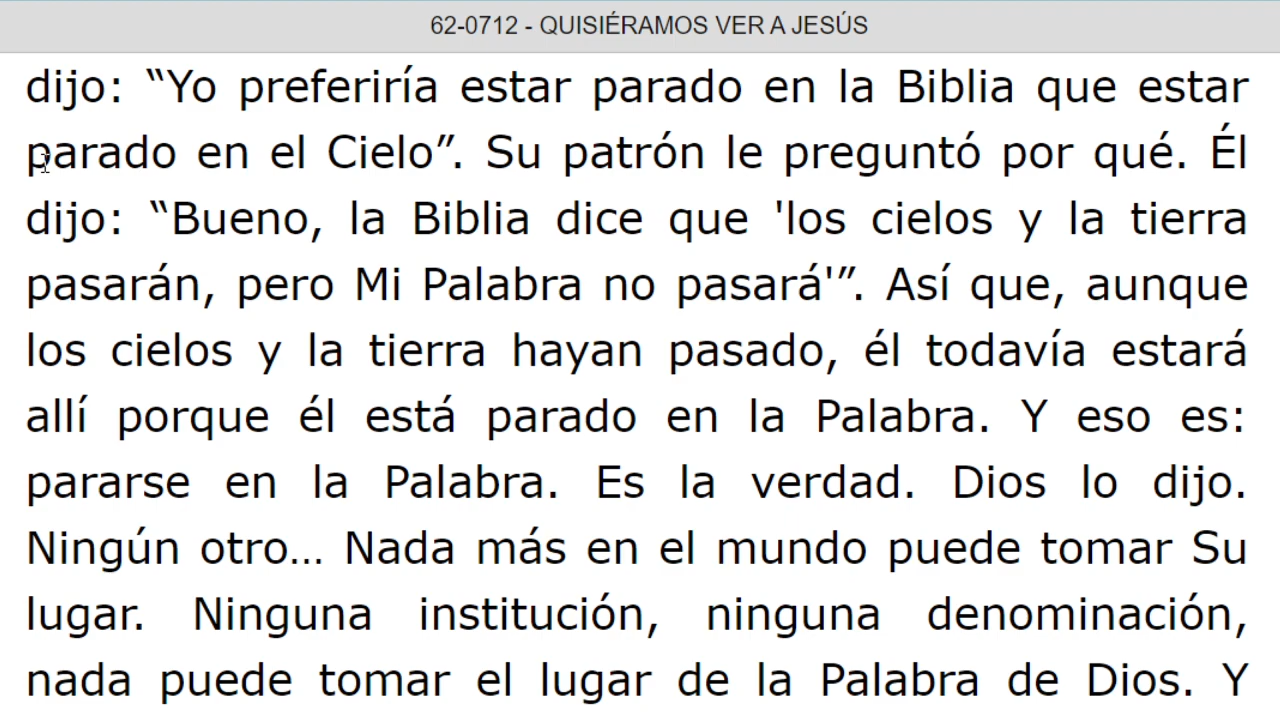 62-0712 - QUISIÉRAMOS VER A JESÚS
dijo: “Yo preferiría estar parado en la Biblia que estar
parado en el Cielo”. Su patrón le preguntó por qué. Él
dijo: “Bueno, la Biblia dice que 'los cielos y la tierra
pasarán, pero Mi Palabra no pasará'”. Así que, aunque
los cielos y la tierra hayan pasado, él todavía estará
allí porque él está parado en la Palabra. Y eso es:
pararse en la Palabra. Es la verdad. Dios lo dijo.
Ningún otro… Nada más en el mundo puede tomar Su
lugar. Ninguna institución, ninguna denominación,
nada puede tomar el lugar de la Palabra de Dios. Y